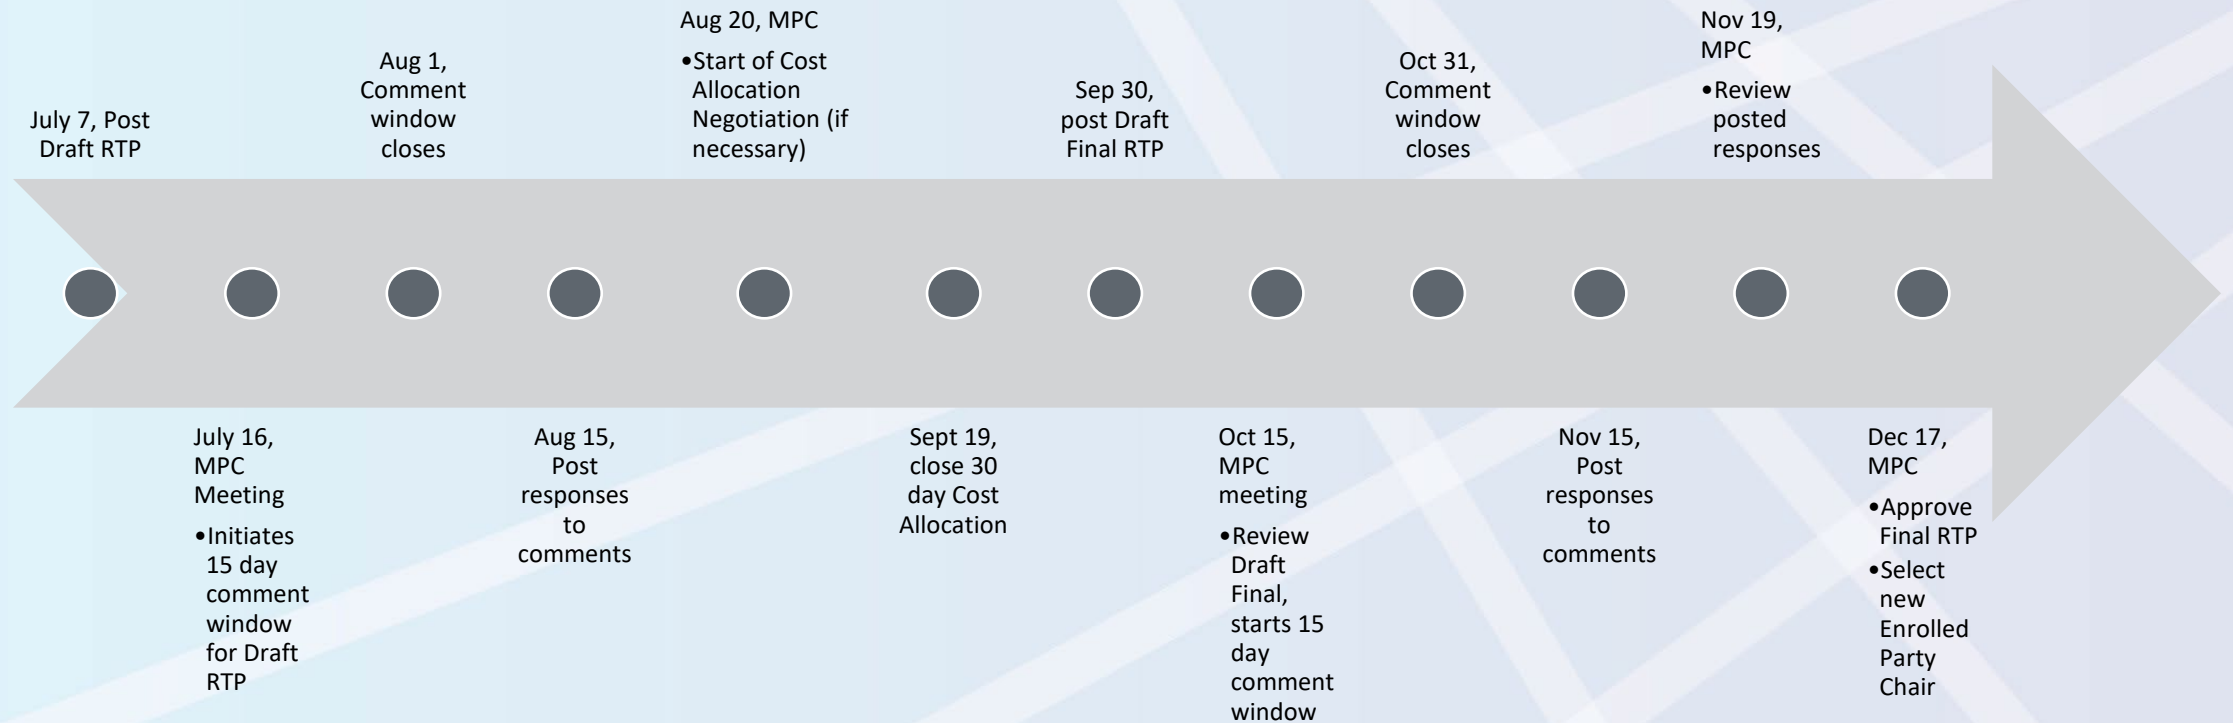 July 7, Post
Draft RTP
July 16,
MPC
Meeting
•Initiates
15 day
comment
window
for Draft
RTP
Aug 1,
Comment
window
closes
Aug 15,
Post
responses
to
comments
Aug 20, MPC
•Start of Cost
Allocation
Negotiation (if
necessary)
Sept 19,
close 30
day Cost
Allocation
Sep 30,
post Draft
Final RTP
Oct 15,
MPC
meeting
•Review
Draft
Final,
starts 15
day
comment
window
Oct 31,
Comment
window
closes
Nov 15,
Post
responses
to
comments
Nov 19,
MPC
•Review
posted
responses
Dec 17,
MPC
•Approve
Final RTP
•Select
new
Enrolled
Party
Chair